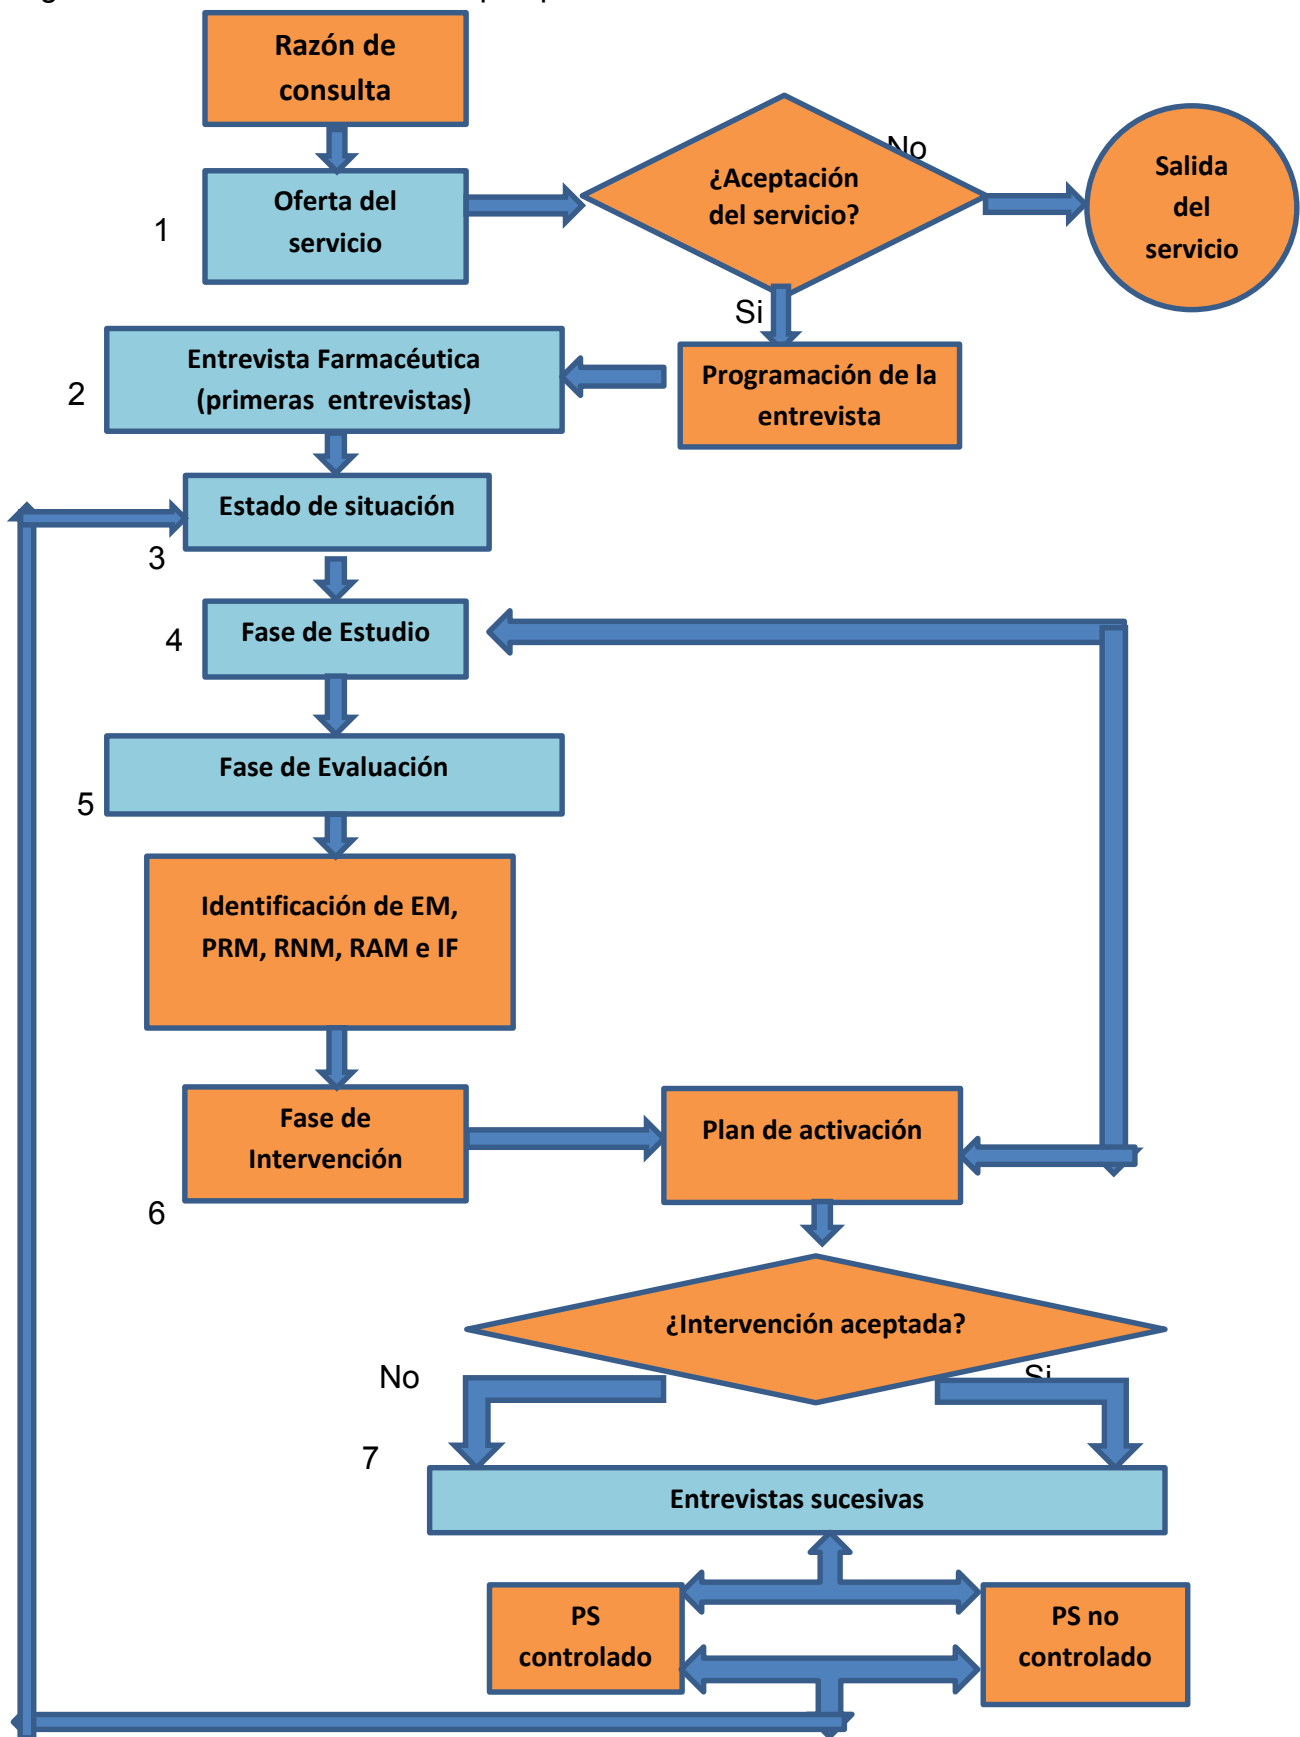 Razón de
consulta
No
¿Aceptación
del servicio?
Salida
del
servicio
1
Oferta del
servicio
Si
2
Entrevista Farmacéutica
(primeras entrevistas)
Programación de la
entrevista
Estado de situación
3
4
Fase de Estudio
Fase de Evaluación
5
Identificación de EM,
PRM, RNM, RAM e IF
Fase de
Intervención
Plan de activación
6
¿Intervención aceptada?
No
Si
7
Entrevistas sucesivas
PS
controlado
PS no
controlado